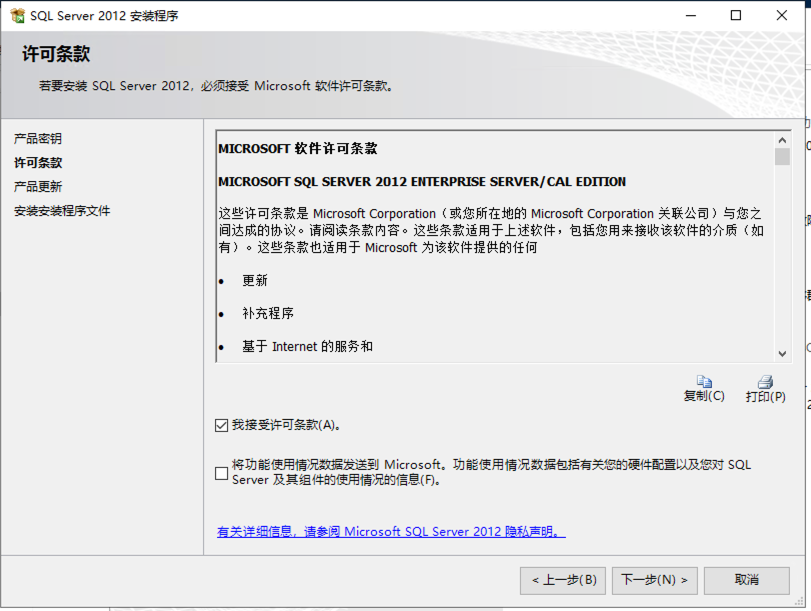 SQL Server 2012 安装程序
许可条款
若要安装 SQL Server 2012，必须接受 Microsoft 软件许可条款。
产品密钥
许可条款
产品更新
安装安装程序文件
MICROSOFT 软件许可条款
MICROSOFT SQL SERVER 2012 ENTERPRISE SERVER/CAL EDITION
这些许可条款是 Microsoft Corporation（或您所在地的 Microsoft Corporation 关联公司）与您之
间达成的协议。请阅读条款内容。这些条款适用于上述软件，包括您用来接收该软件的介质（如
有）。这些条款也适用于 Microsoft 为该软件提供的任何
• 更新
• 补充程序
• 基于 Internet 的服务和
复制(C)
打印(P)
我接受许可条款(A)。
将功能使用情况数据发送到 Microsoft。功能使用情况数据包括有关您的硬件配置以及您对 SQL
Server 及其组件的使用情况的信息(F)。
有关详细信息，请参阅 Microsoft SQL Server 2012 隐私声明。
< 上一步(B)
下一步(N) >
取消